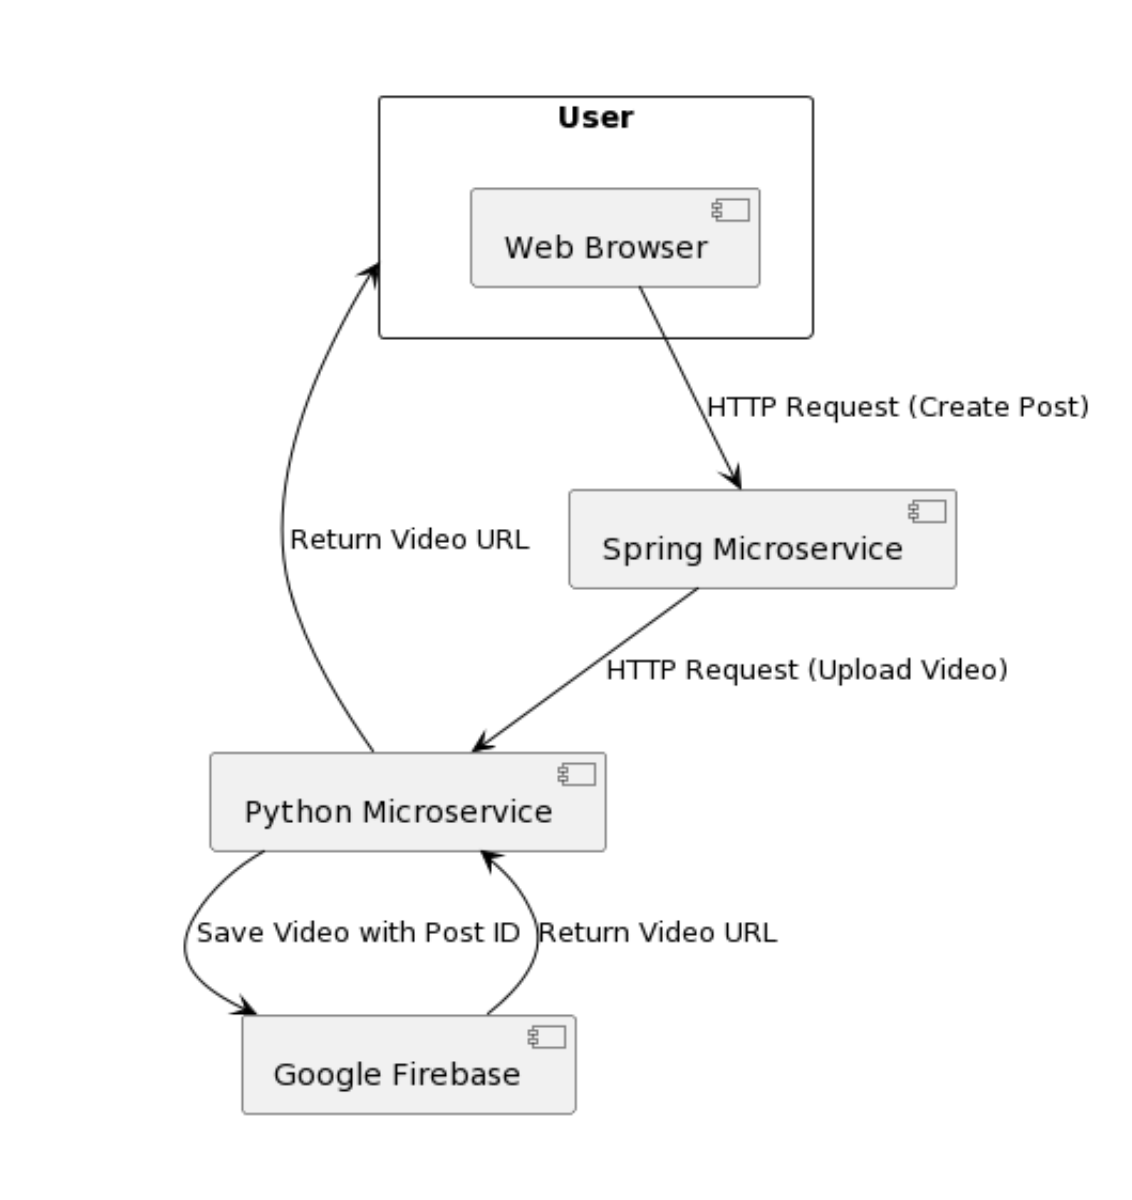 User
Web Browser
HTTP Request (Create Post)
Spring Microservice
Return Video URL
HTTP Request (Upload Video)
Python Microservice
Save Video with Post ID
Return Video URL
Google Firebase